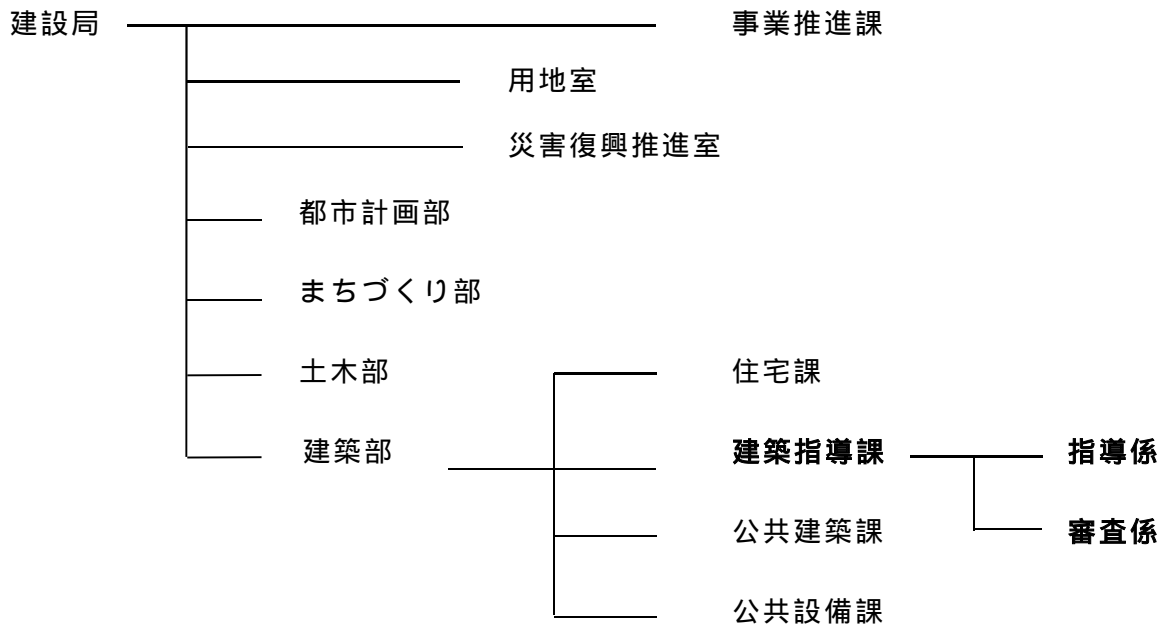 建設局 事業推進課
用地室
災害復興推進室
都市計画部
まちづくり部
土木部 住宅課
建築部 建築指導課 指導係
公共建築課 審査係
公共設備課